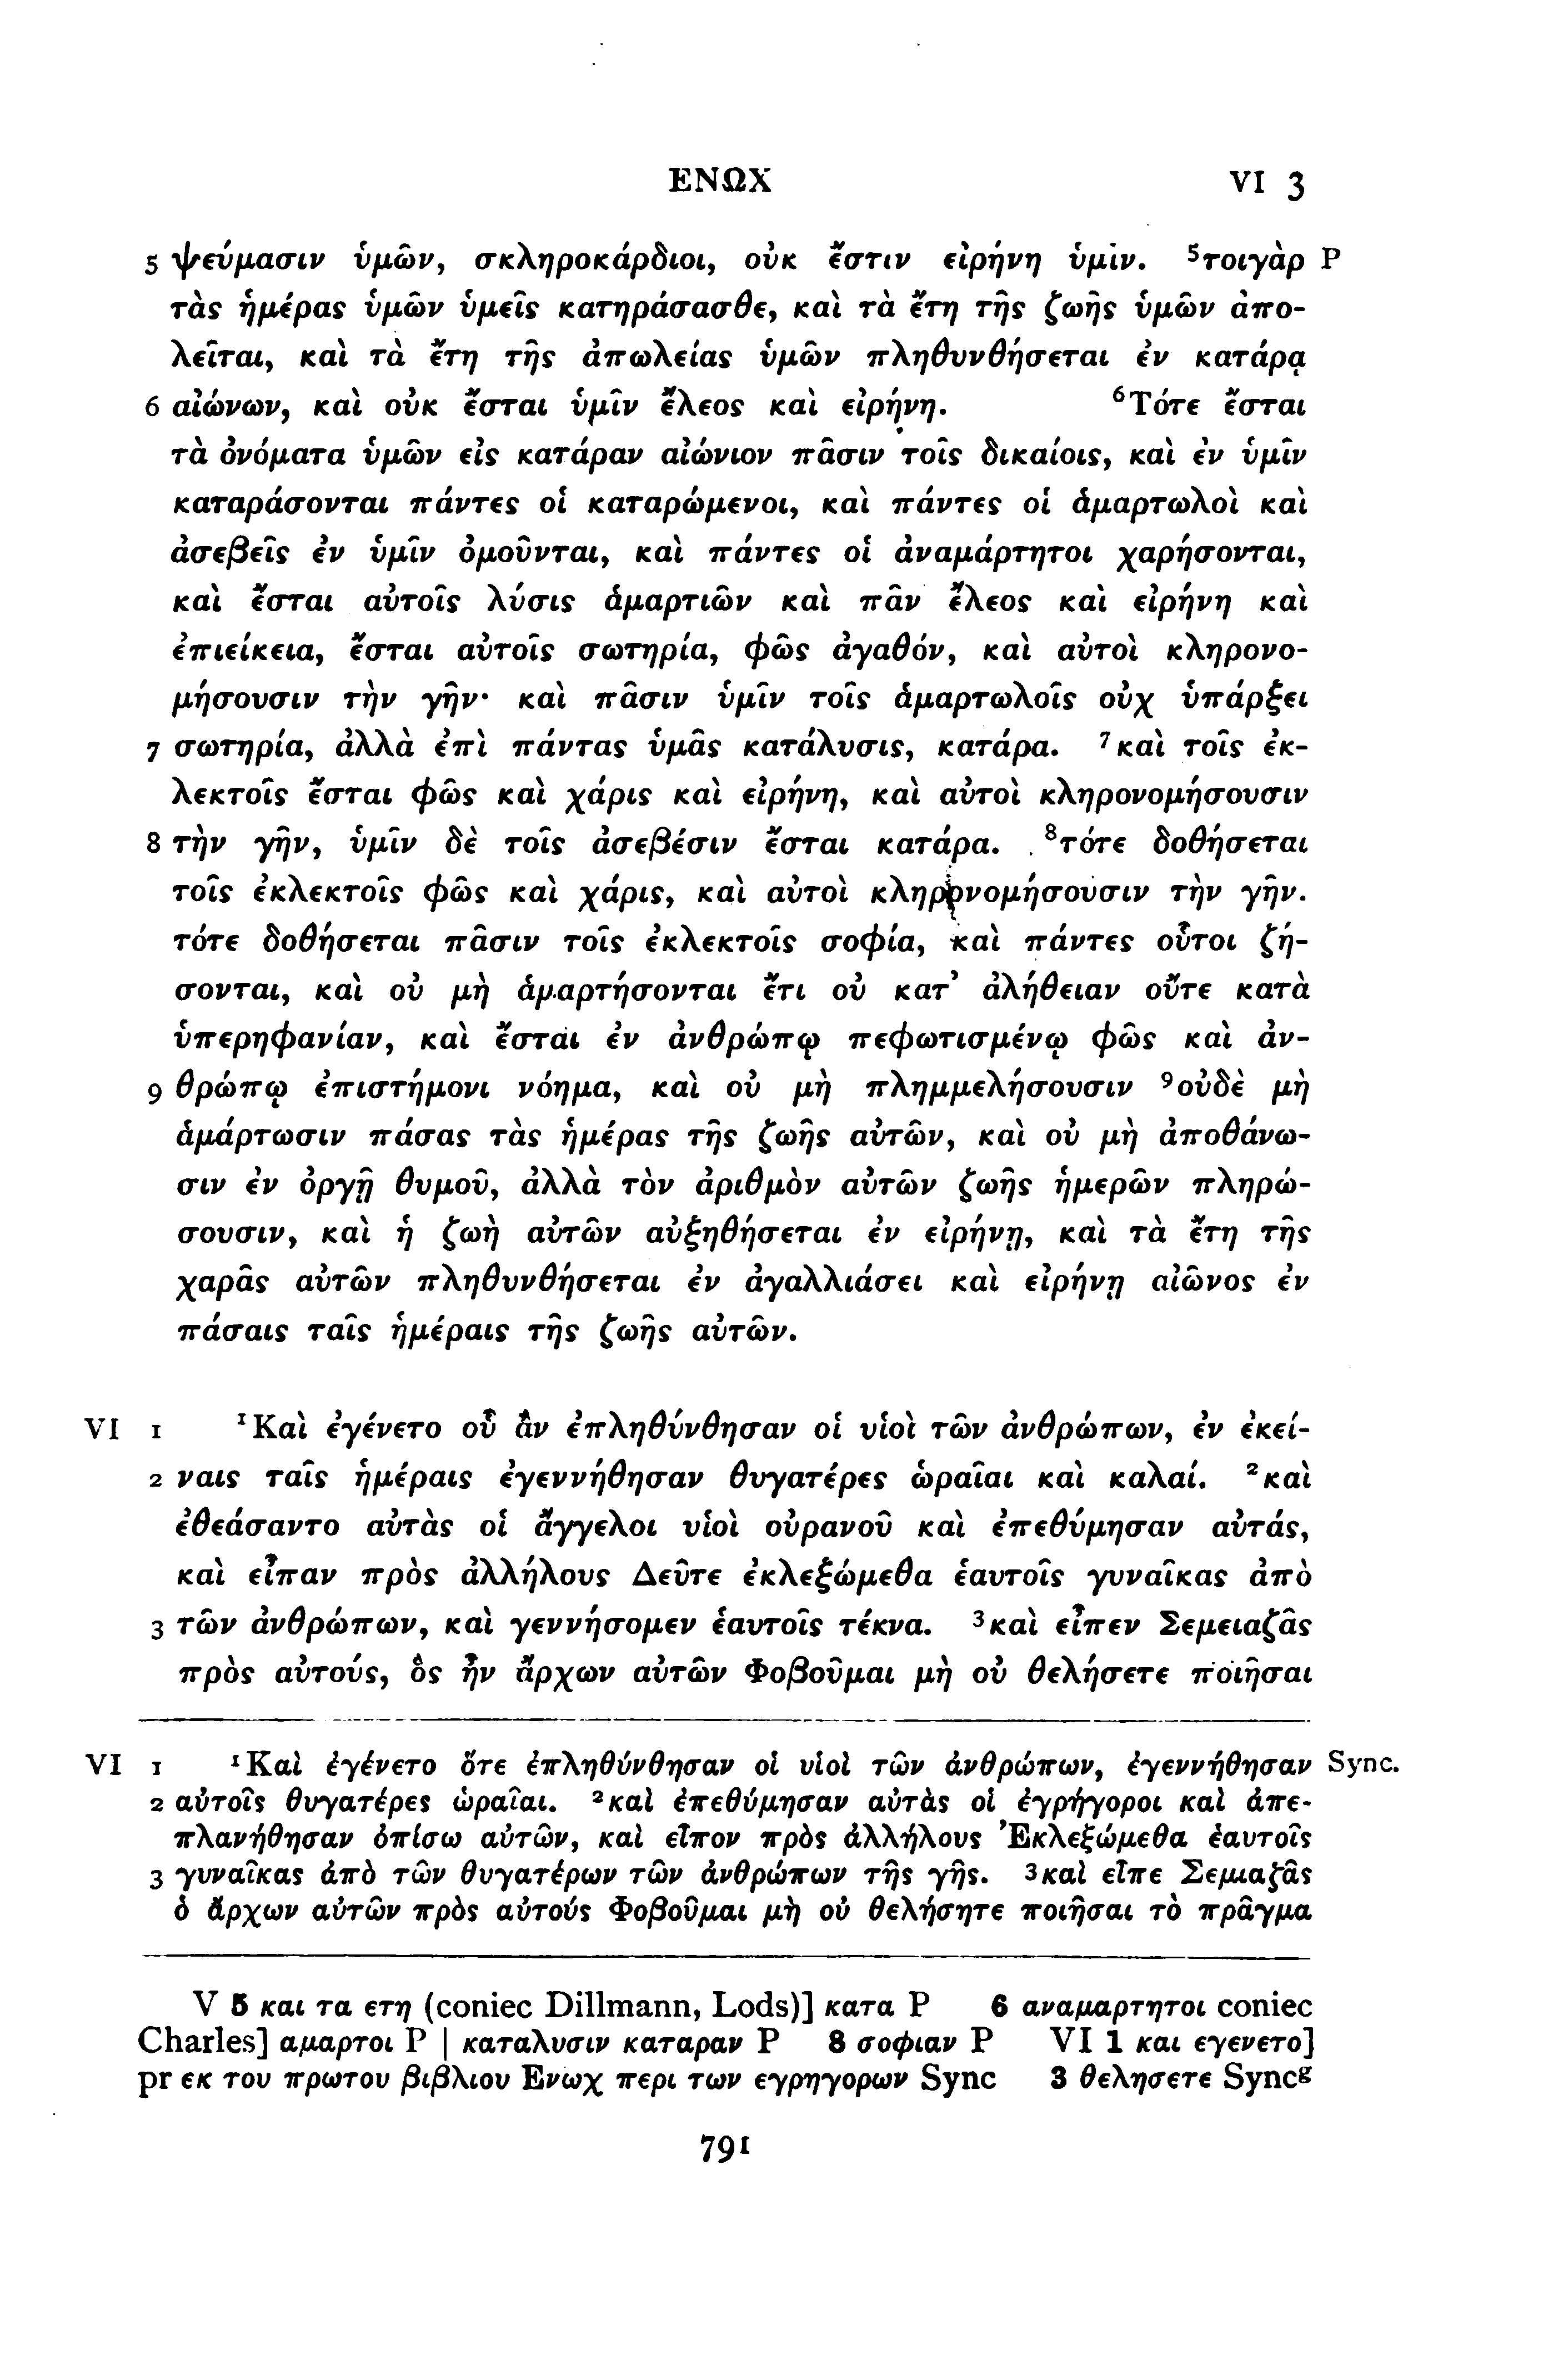 ΕΝΩΧ VI 3
5 ψεύμασιν ὑμῶν, σκληροκάρδιοι, οὐκ ἔστιν εἰρήνη ὑμῖν. ⁵τοιγὰρ P
τὰς ἡμέρας ὑμῶν ὑμεῖς κατηράσασθε, καὶ τὰ ἔτη τῆς ζωῆς ὑμῶν ἀπο-
λεῖται, καὶ τὰ ἔτη τῆς ἀπωλείας ὑμῶν πληθυνθήσεται ἐν κατάρᾳ
6 αἰώνων, καὶ οὐκ ἔσται ὑμῖν ἔλεος καὶ εἰρήνη. ⁶Τότε ἔσται
τὰ ὀνόματα ὑμῶν εἰς κατάραν αἰώνιον πᾶσιν τοῖς δικαίοις, καὶ ἐν ὑμῖν
καταράσονται πάντες οἱ καταρώμενοι, καὶ πάντες οἱ ἁμαρτωλοὶ καὶ
ἀσεβεῖς ἐν ὑμῖν ὀμοῦνται, καὶ πάντες οἱ ἀναμάρτητοι χαρήσονται,
καὶ ἔσται αὐτοῖς λύσις ἁμαρτιῶν καὶ πᾶν ἔλεος καὶ εἰρήνη καὶ
ἐπιείκεια, ἔσται αὐτοῖς σωτηρία, φῶς ἀγαθόν, καὶ αὐτοὶ κληρονο-
μήσουσιν τὴν γῆν· καὶ πᾶσιν ὑμῖν τοῖς ἁμαρτωλοῖς οὐχ ὑπάρξει
7 σωτηρία, ἀλλὰ ἐπὶ πάντας ὑμᾶς κατάλυσις, κατάρα. ⁷καὶ τοῖς ἐκ-
λεκτοῖς ἔσται φῶς καὶ χάρις καὶ εἰρήνη, καὶ αὐτοὶ κληρονομήσουσιν
8 τὴν γῆν, ὑμῖν δὲ τοῖς ἀσεβέσιν ἔσται κατάρα. ⁸τότε δοθήσεται
τοῖς ἐκλεκτοῖς φῶς καὶ χάρις, καὶ αὐτοὶ κληρονομήσουσιν τὴν γῆν.
τότε δοθήσεται πᾶσιν τοῖς ἐκλεκτοῖς σοφία, καὶ πάντες οὗτοι ζή-
σονται, καὶ οὐ μὴ ἁμαρτήσονται ἔτι οὐ κατ’ ἀλήθειαν οὔτε κατὰ
ὑπερηφανίαν, καὶ ἔσται ἐν ἀνθρώπῳ πεφωτισμένῳ φῶς καὶ ἀν-
9 θρώπῳ ἐπιστήμονι νόημα, καὶ οὐ μὴ πλημμελήσουσιν ⁹οὐδὲ μὴ
ἁμάρτωσιν πάσας τὰς ἡμέρας τῆς ζωῆς αὐτῶν, καὶ οὐ μὴ ἀποθάνω-
σιν ἐν ὀργῇ θυμοῦ, ἀλλὰ τὸν ἀριθμὸν αὐτῶν ζωῆς ἡμερῶν πληρώ-
σουσιν, καὶ ἡ ζωὴ αὐτῶν αὐξηθήσεται ἐν εἰρήνῃ, καὶ τὰ ἔτη τῆς
χαρᾶς αὐτῶν πληθυνθήσεται ἐν ἀγαλλιάσει καὶ εἰρήνῃ αἰῶνος ἐν
πάσαις ταῖς ἡμέραις τῆς ζωῆς αὐτῶν.
VI 1 ¹Καὶ ἐγένετο οὗ ἂν ἐπληθύνθησαν οἱ υἱοὶ τῶν ἀνθρώπων, ἐν ἐκεί-
2 ναις ταῖς ἡμέραις ἐγεννήθησαν θυγατέρες ὡραῖαι καὶ καλαί. ²καὶ
ἐθεάσαντο αὐτὰς οἱ ἄγγελοι υἱοὶ οὐρανοῦ καὶ ἐπεθύμησαν αὐτάς,
καὶ εἶπαν πρὸς ἀλλήλους Δεῦτε ἐκλεξώμεθα ἑαυτοῖς γυναῖκας ἀπὸ
3 τῶν ἀνθρώπων, καὶ γεννήσομεν ἑαυτοῖς τέκνα. ³καὶ εἶπεν Σεμειαζᾶς
πρὸς αὐτούς, ὃς ἦν ἄρχων αὐτῶν Φοβοῦμαι μὴ οὐ θελήσετε ποιῆσαι
VI 1 ¹Καὶ ἐγένετο ὅτε ἐπληθύνθησαν οἱ υἱοὶ τῶν ἀνθρώπων, ἐγεννήθησαν Sync.
2 αὐτοῖς θυγατέρες ὡραῖαι. ²καὶ ἐπεθύμησαν αὐτὰς οἱ ἐγρήγοροι καὶ ἀπε-
πλανήθησαν ὀπίσω αὐτῶν, καὶ εἶπον πρὸς ἀλλήλους Ἐκλεξώμεθα ἑαυτοῖς
3 γυναῖκας ἀπὸ τῶν θυγατέρων τῶν ἀνθρώπων τῆς γῆς. ³καὶ εἶπε Σεμιαζᾶς
ὁ ἄρχων αὐτῶν πρὸς αὐτούς Φοβοῦμαι μὴ οὐ θελήσητε ποιῆσαι τὸ πρᾶγμα
V 5 και τα ετη (coniec Dillmann, Lods)] κατα P 6 αναμαρτητοι coniec
Charles] αμαρτοι P | καταλυσιν καταραν P 8 σοφιαν P VI 1 και εγενετο]
pr εκ του πρωτου βιβλιου Ενωχ περι των εγρηγορων Sync 3 θελησετε Syncᵍ
791